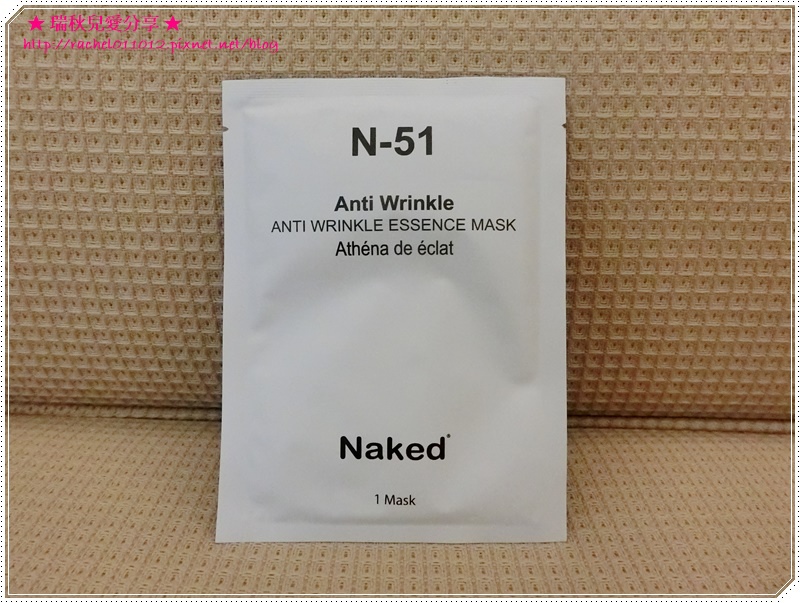 ★瑞秋兒愛分享★
http://rachel011012.pixnet.net/blog
N-51
Anti Wrinkle
ANTI WRINKLE ESSENCE MASK
Athéna de éclat
Naked®
1 Mask